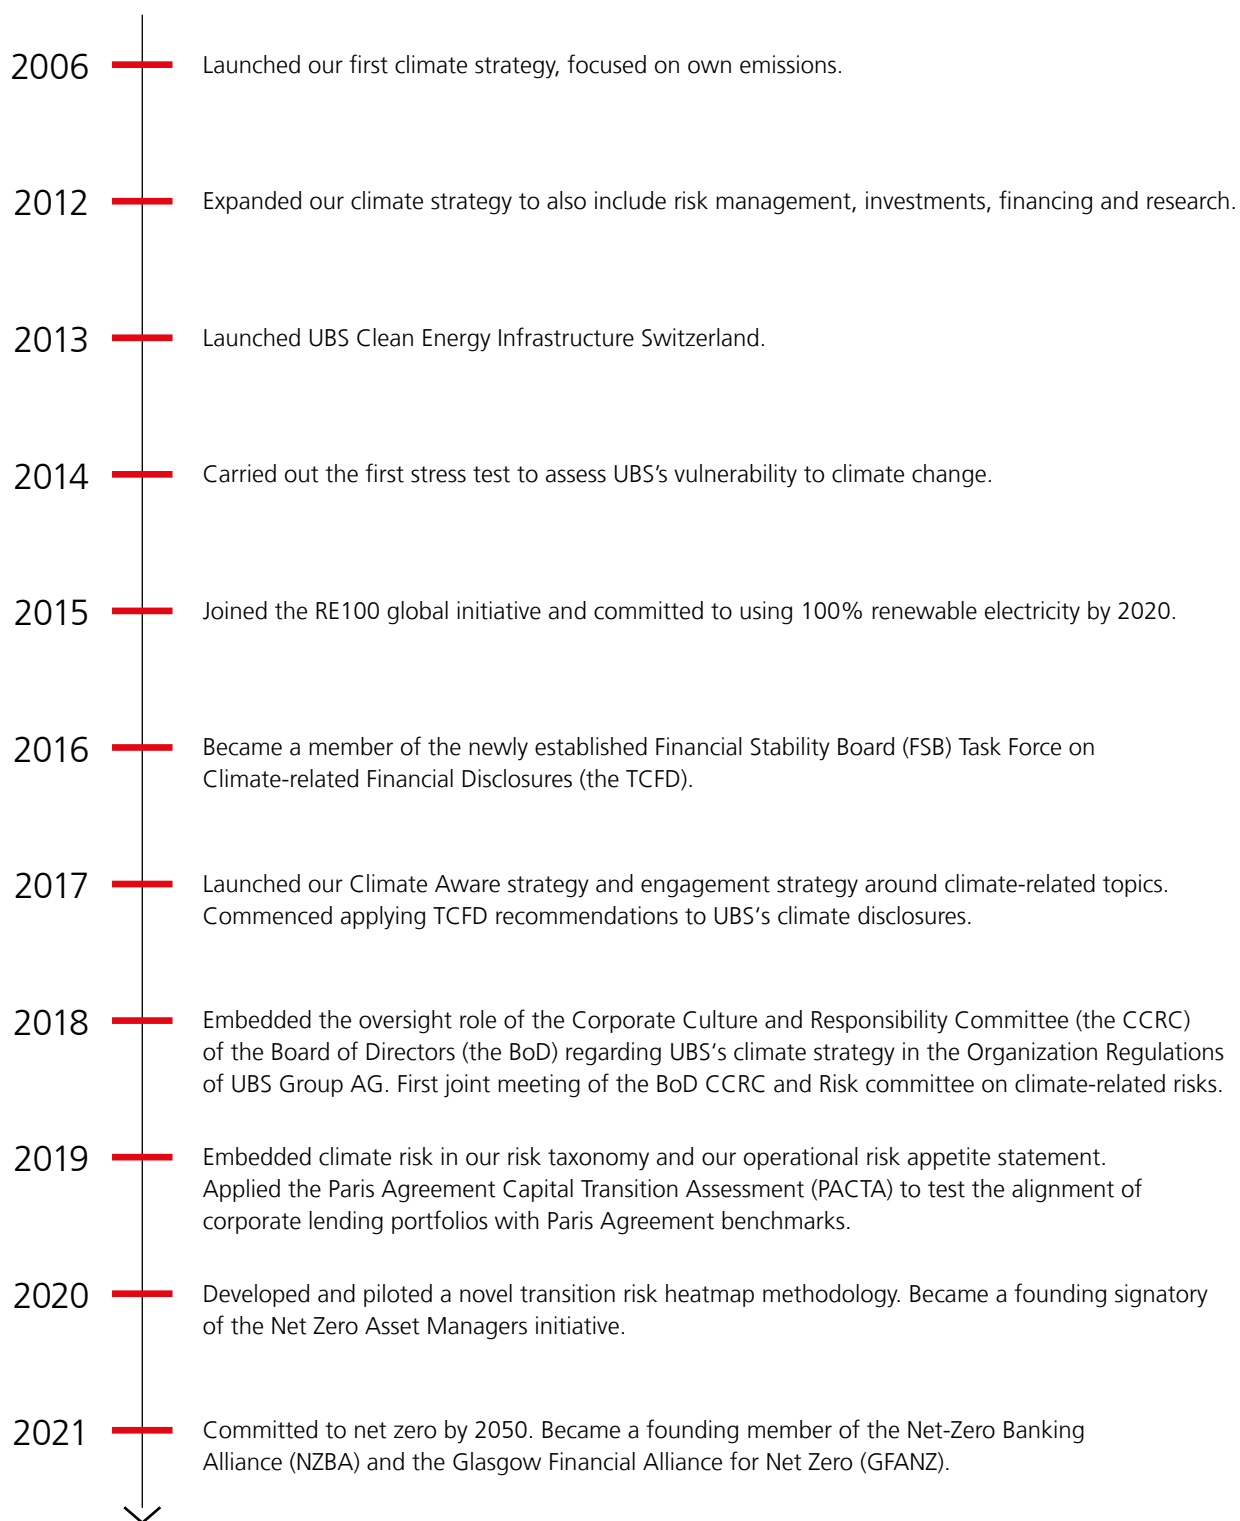 2006
Launched our first climate strategy, focused on own emissions.
2012
Expanded our climate strategy to also include risk management, investments, financing and research.
2013
Launched UBS Clean Energy Infrastructure Switzerland.
2014
Carried out the first stress test to assess UBS’s vulnerability to climate change.
2015
Joined the RE100 global initiative and committed to using 100% renewable electricity by 2020.
2016
Became a member of the newly established Financial Stability Board (FSB) Task Force on
Climate-related Financial Disclosures (the TCFD).
2017
Launched our Climate Aware strategy and engagement strategy around climate-related topics.
Commenced applying TCFD recommendations to UBS‘s climate disclosures.
2018
Embedded the oversight role of the Corporate Culture and Responsibility Committee (the CCRC)
of the Board of Directors (the BoD) regarding UBS‘s climate strategy in the Organization Regulations
of UBS Group AG. First joint meeting of the BoD CCRC and Risk committee on climate-related risks.
2019
Embedded climate risk in our risk taxonomy and our operational risk appetite statement.
Applied the Paris Agreement Capital Transition Assessment (PACTA) to test the alignment of
corporate lending portfolios with Paris Agreement benchmarks.
2020
Developed and piloted a novel transition risk heatmap methodology. Became a founding signatory
of the Net Zero Asset Managers initiative.
2021
Committed to net zero by 2050. Became a founding member of the Net-Zero Banking
Alliance (NZBA) and the Glasgow Financial Alliance for Net Zero (GFANZ).